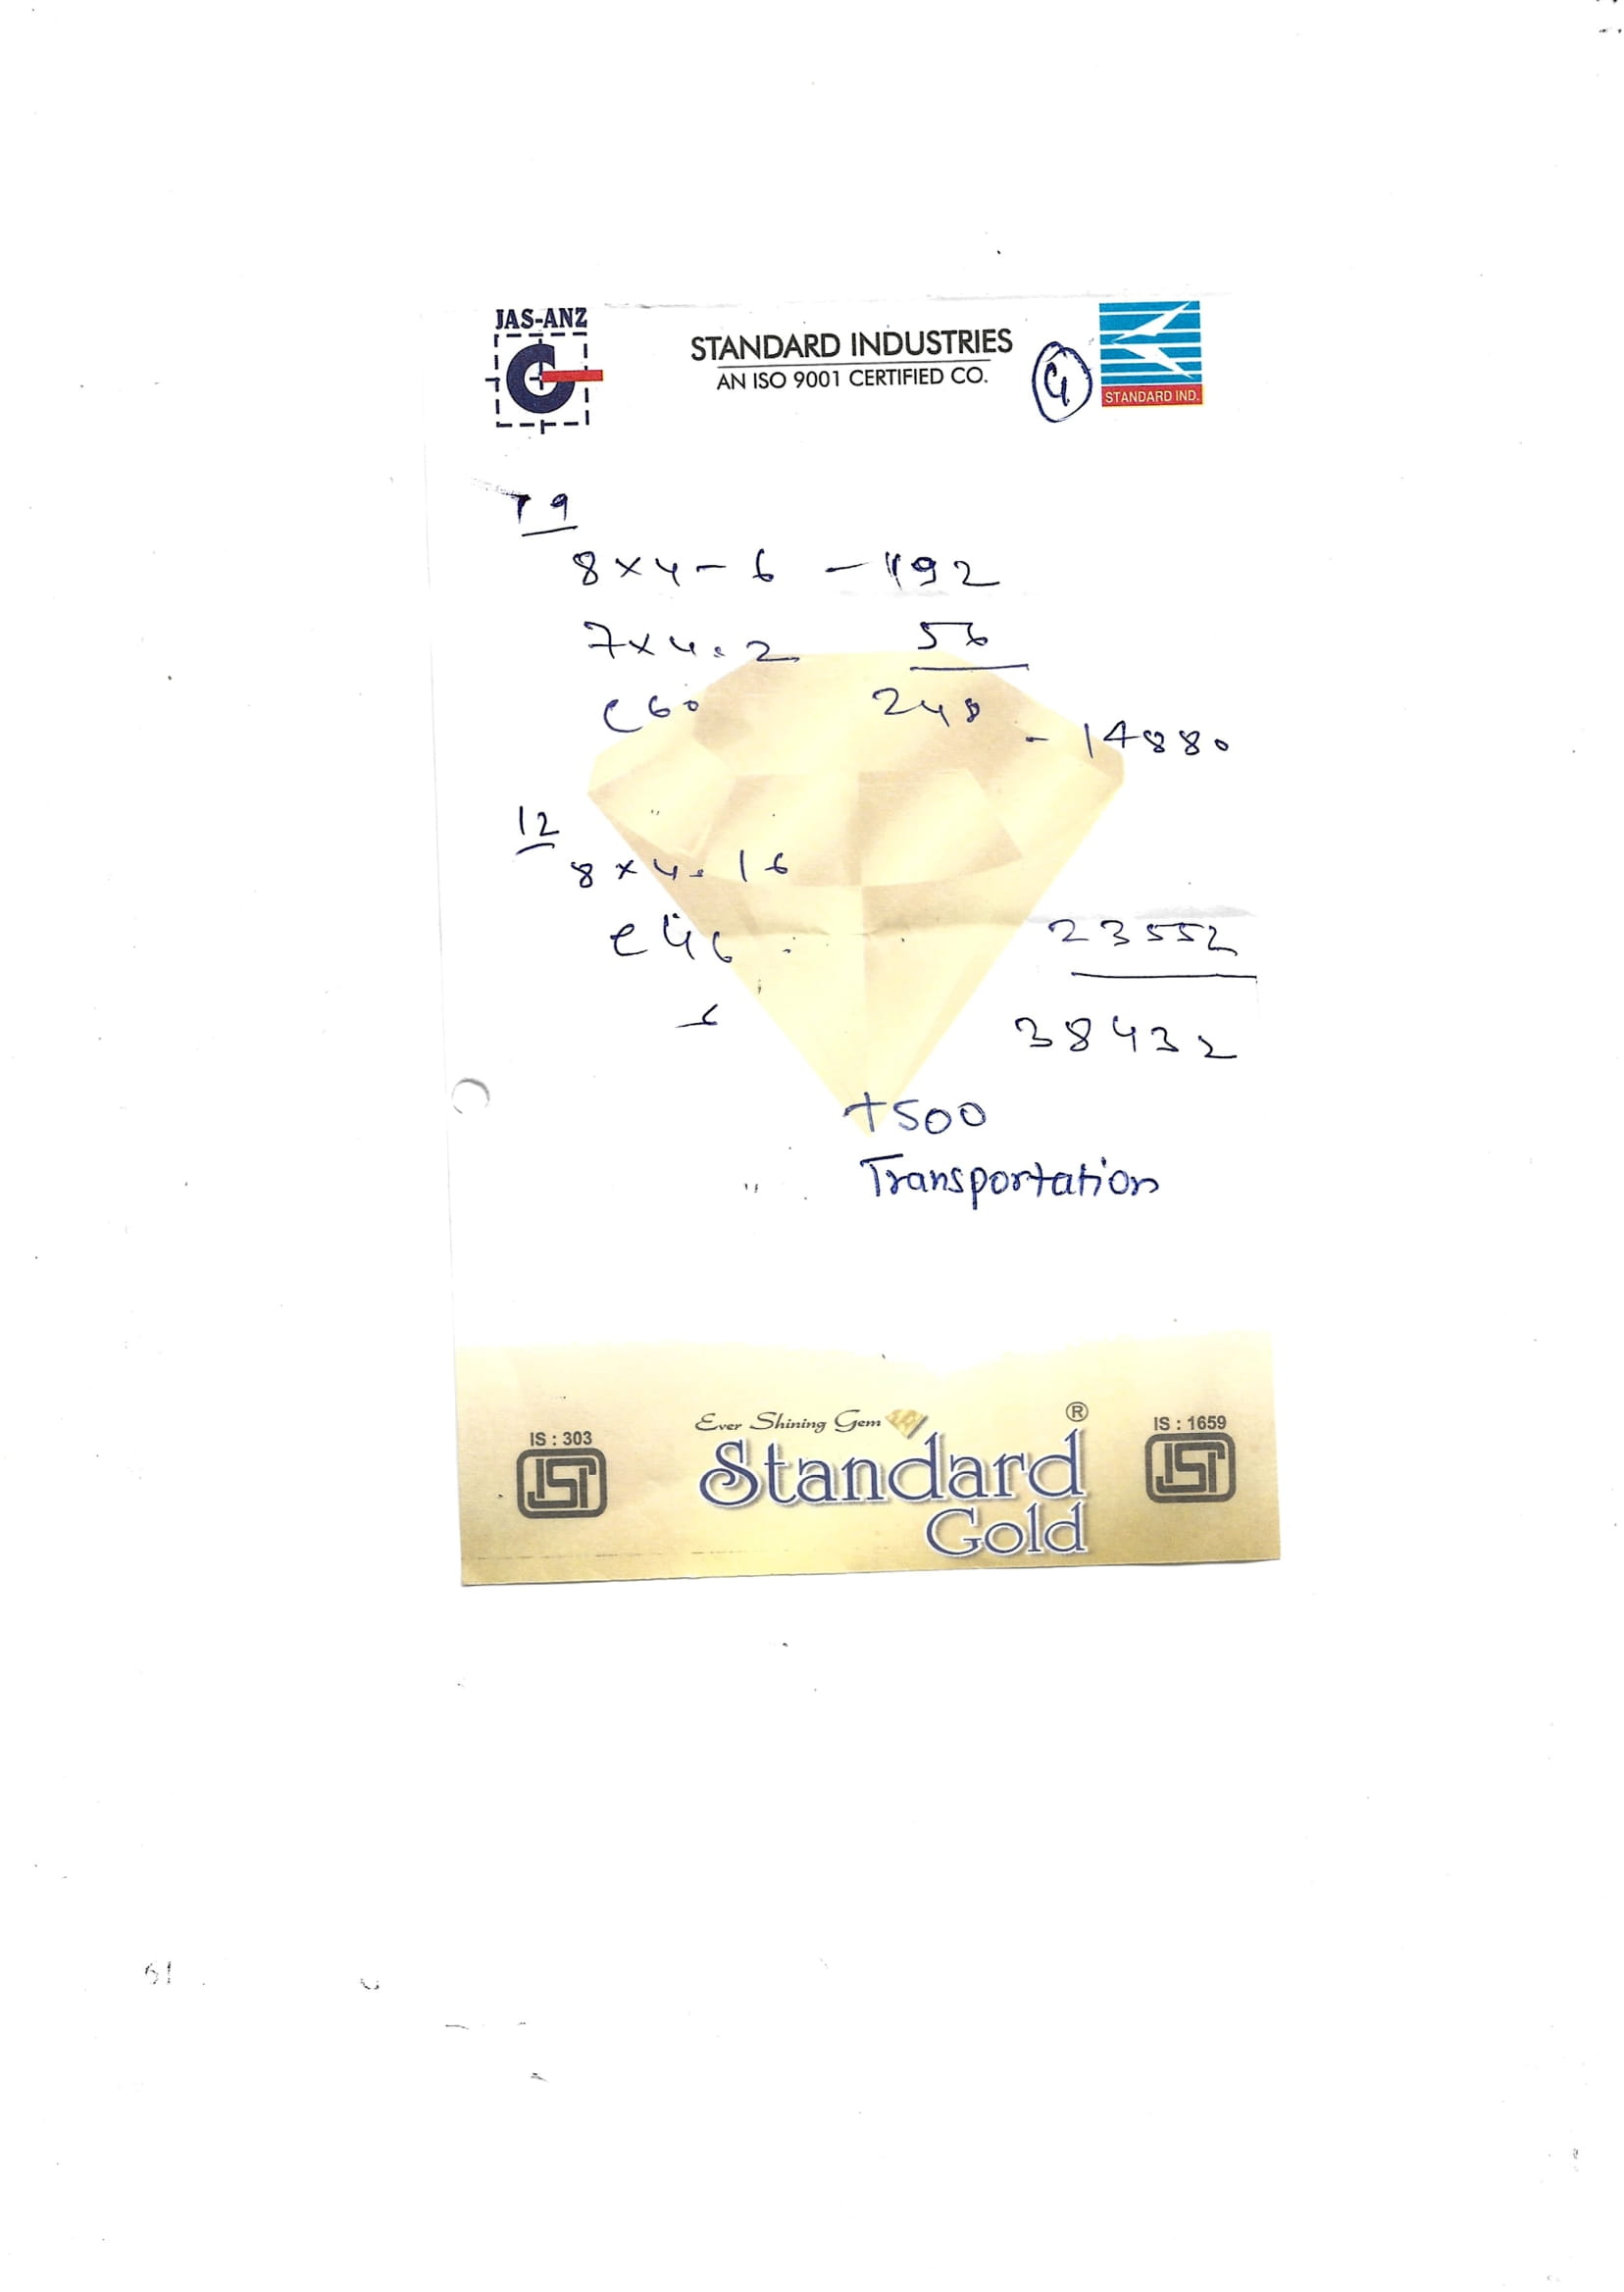 JAS-ANZ
STANDARD INDUSTRIES
AN ISO 9001 CERTIFIED CO.
STANDARD IND.
19
8×4 - 6 - 192
7×4 . 2 56
60 248
- 14880
12
8×4 . 16
@ 46 : 23552
38432
+500
Transportation
Ever Shining Gem
®
IS : 303
IS : 1659
ISI
ISI
Standard
Gold